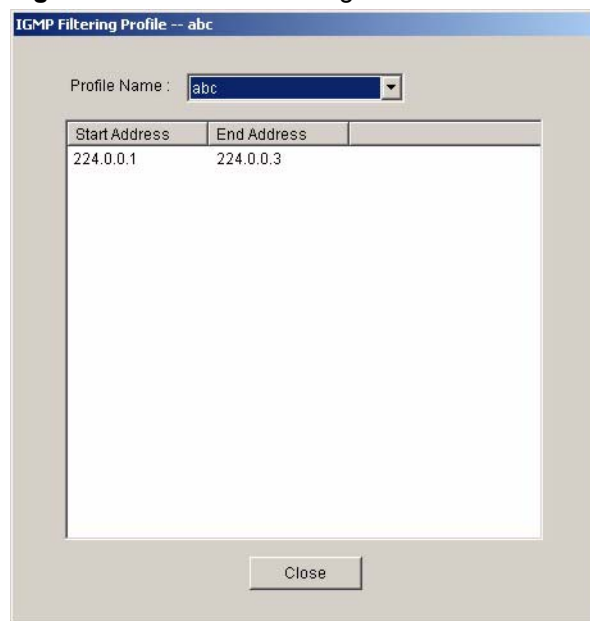 IGMP Filtering Profile -- abc
Profile Name : abc
Start Address End Address
224.0.0.1 224.0.0.3
Close